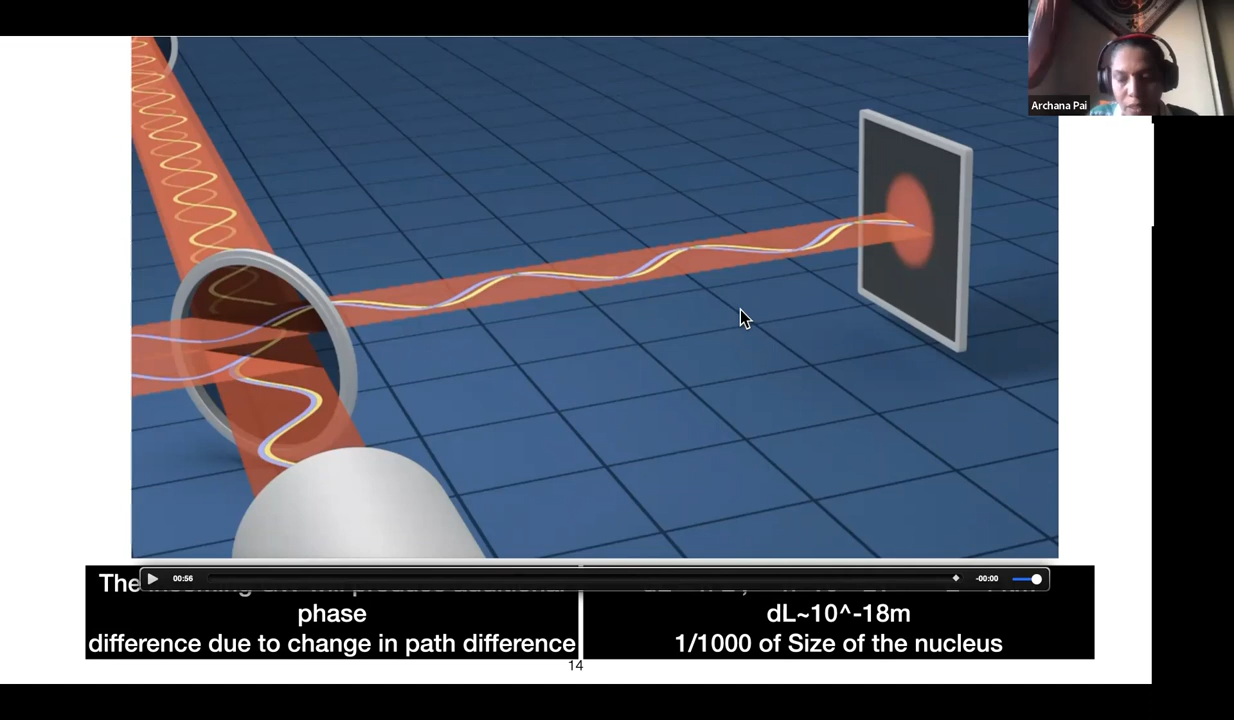 Archana Pai
The
00:56
-00:00
phase
difference due to change in path difference
dL~10^-18m
1/1000 of Size of the nucleus
14